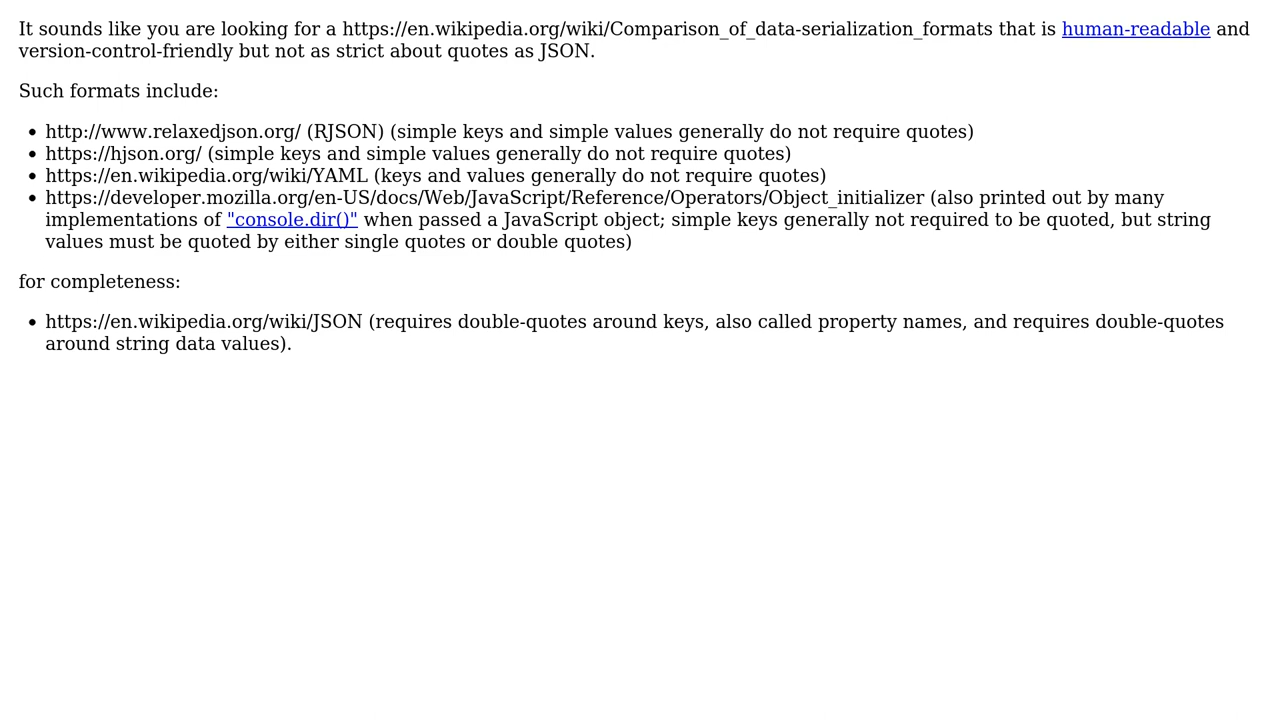 It sounds like you are looking for a https://en.wikipedia.org/wiki/Comparison_of_data-serialization_formats that is human-readable and
version-control-friendly but not as strict about quotes as JSON.
Such formats include:
• http://www.relaxedjson.org/ (RJSON) (simple keys and simple values generally do not require quotes)
• https://hjson.org/ (simple keys and simple values generally do not require quotes)
• https://en.wikipedia.org/wiki/YAML (keys and values generally do not require quotes)
• https://developer.mozilla.org/en-US/docs/Web/JavaScript/Reference/Operators/Object_initializer (also printed out by many
implementations of "console.dir()" when passed a JavaScript object; simple keys generally not required to be quoted, but string
values must be quoted by either single quotes or double quotes)
for completeness:
• https://en.wikipedia.org/wiki/JSON (requires double-quotes around keys, also called property names, and requires double-quotes
around string data values).